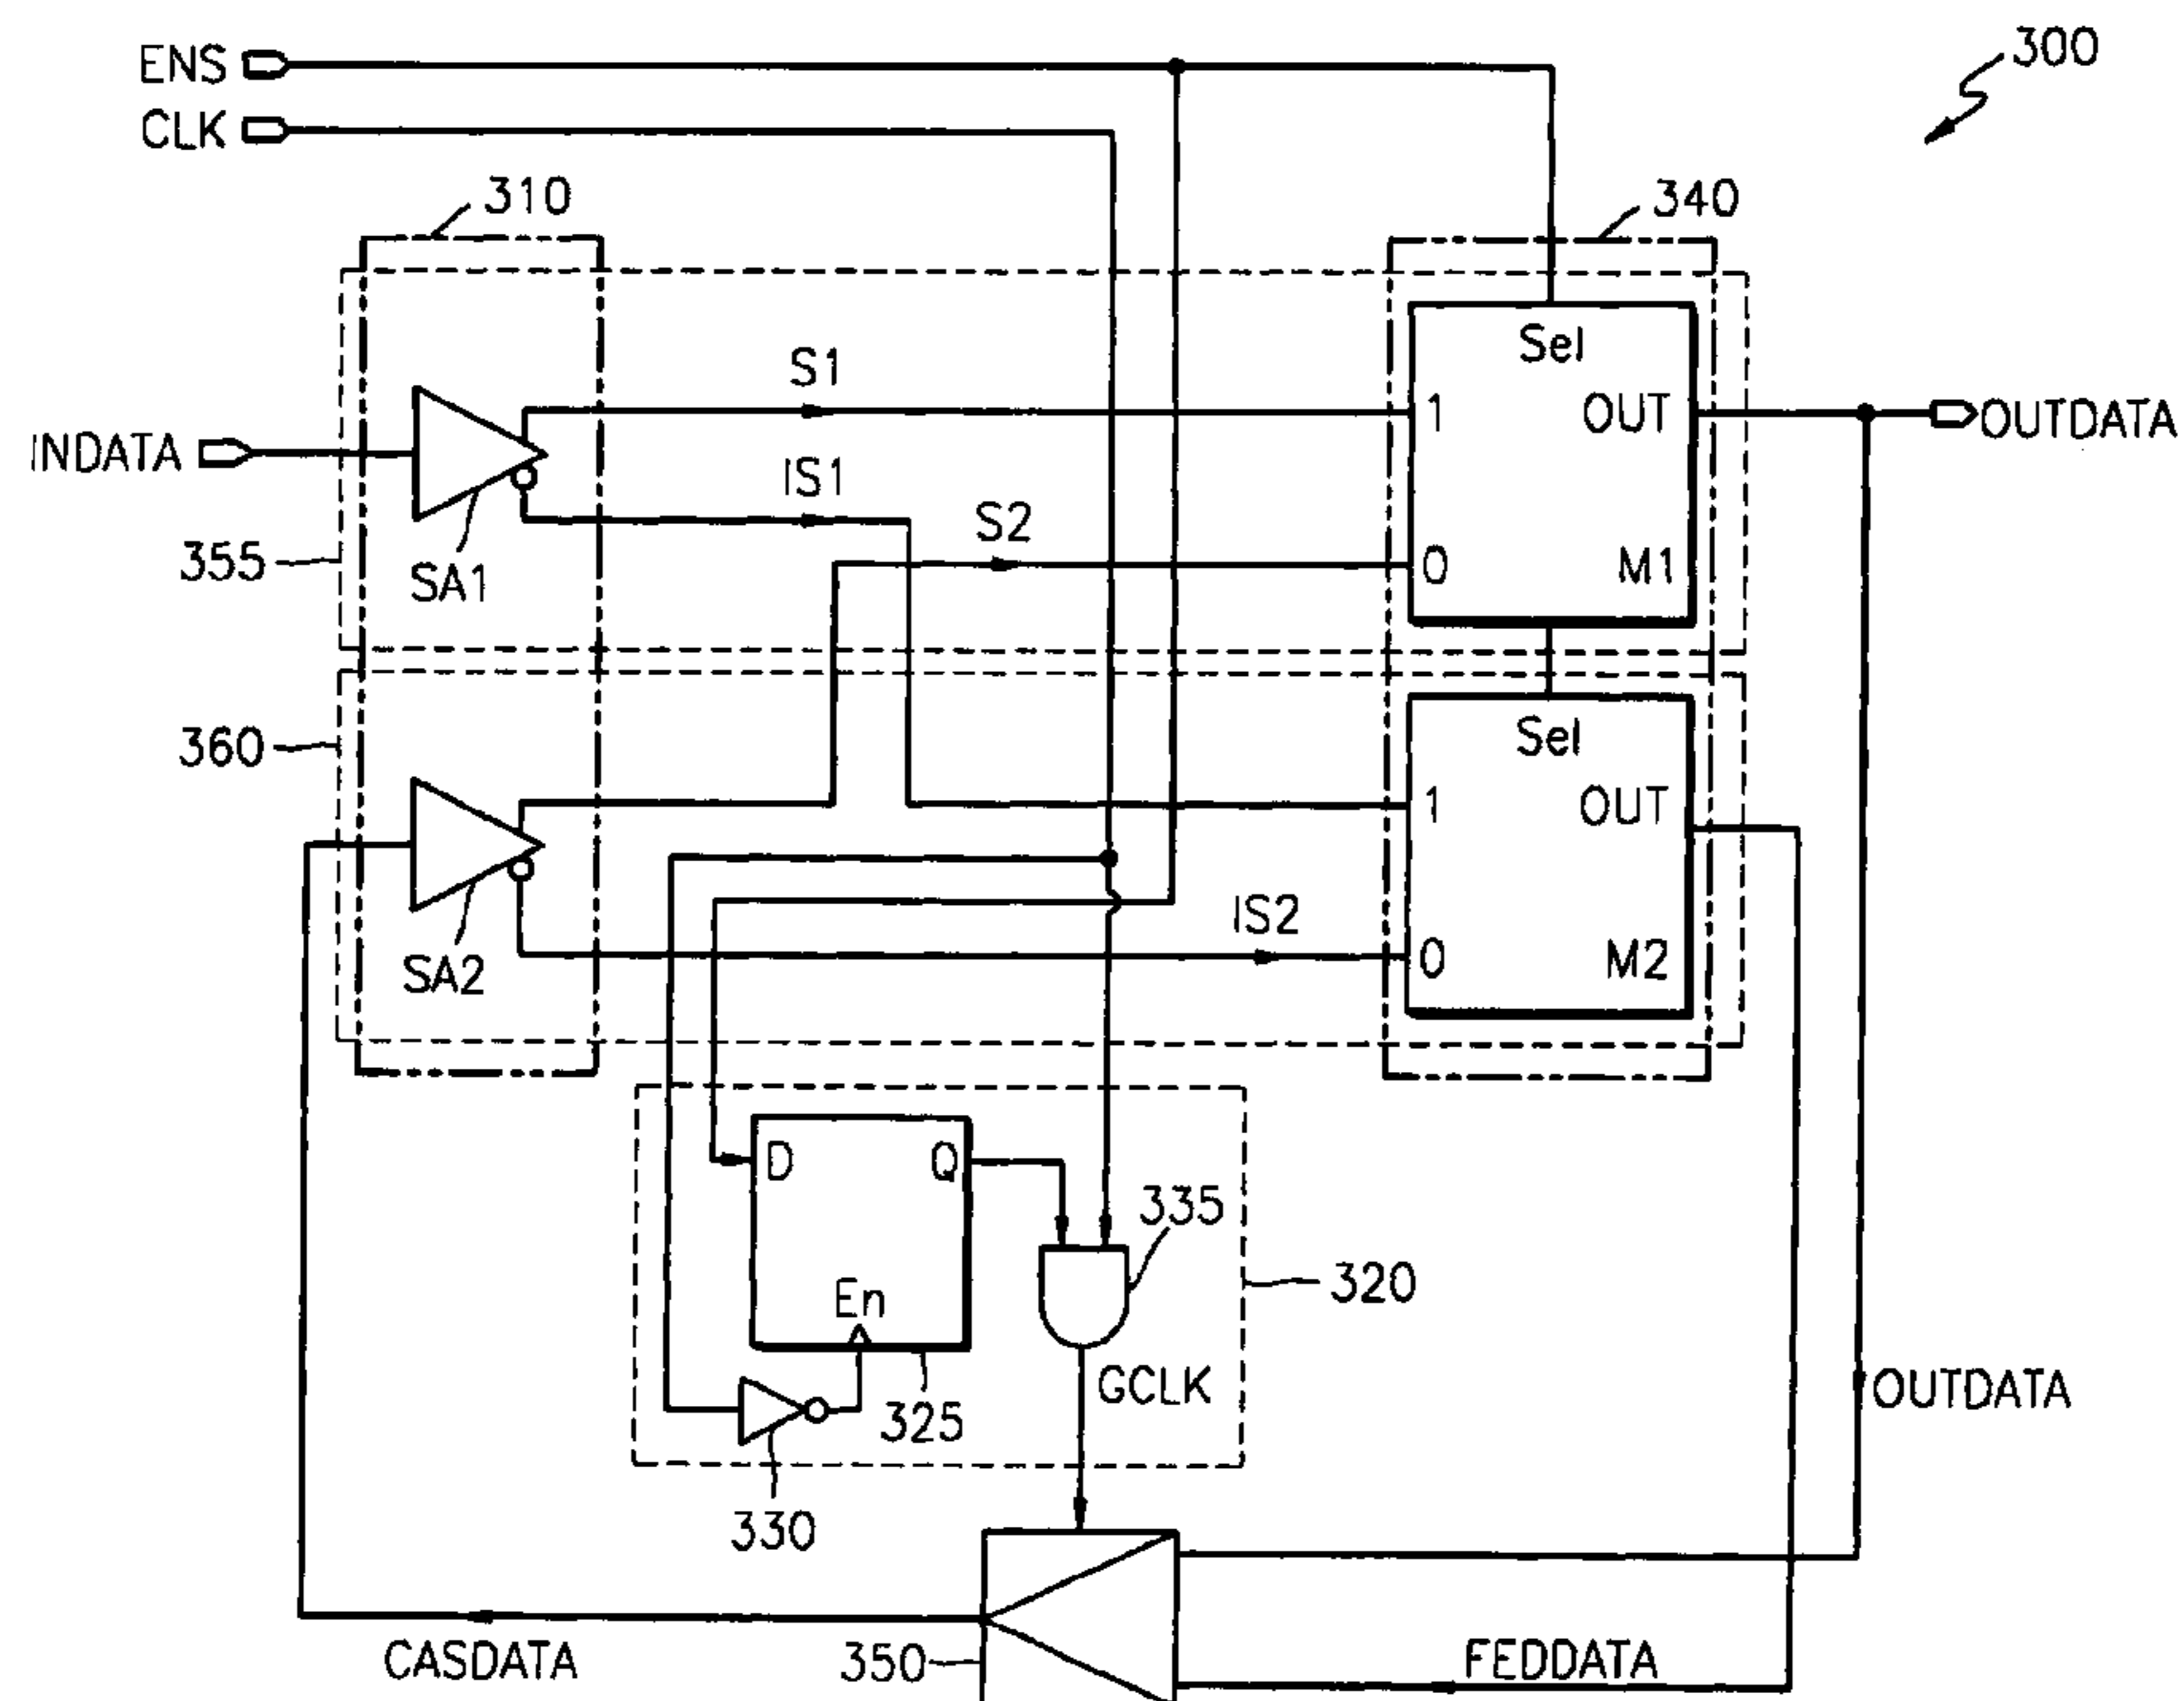 ENS
300
CLK
310
340
Sel
S1
1
OUT
OUTDATA
INDATA
IS1
S2
355
SA1
0
M1
360
Sel
1
OUT
IS2
SA2
0
M2
D
Q
335
En
320
GCLK
325
OUTDATA
330
CASDATA
350
FEDDATA